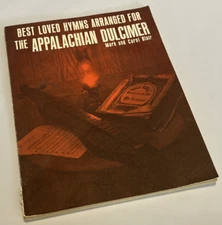 BEST LOVED HYMNS ARRANGED FOR
THE APPALACHIAN DULCIMER
Mark and Carol Blair